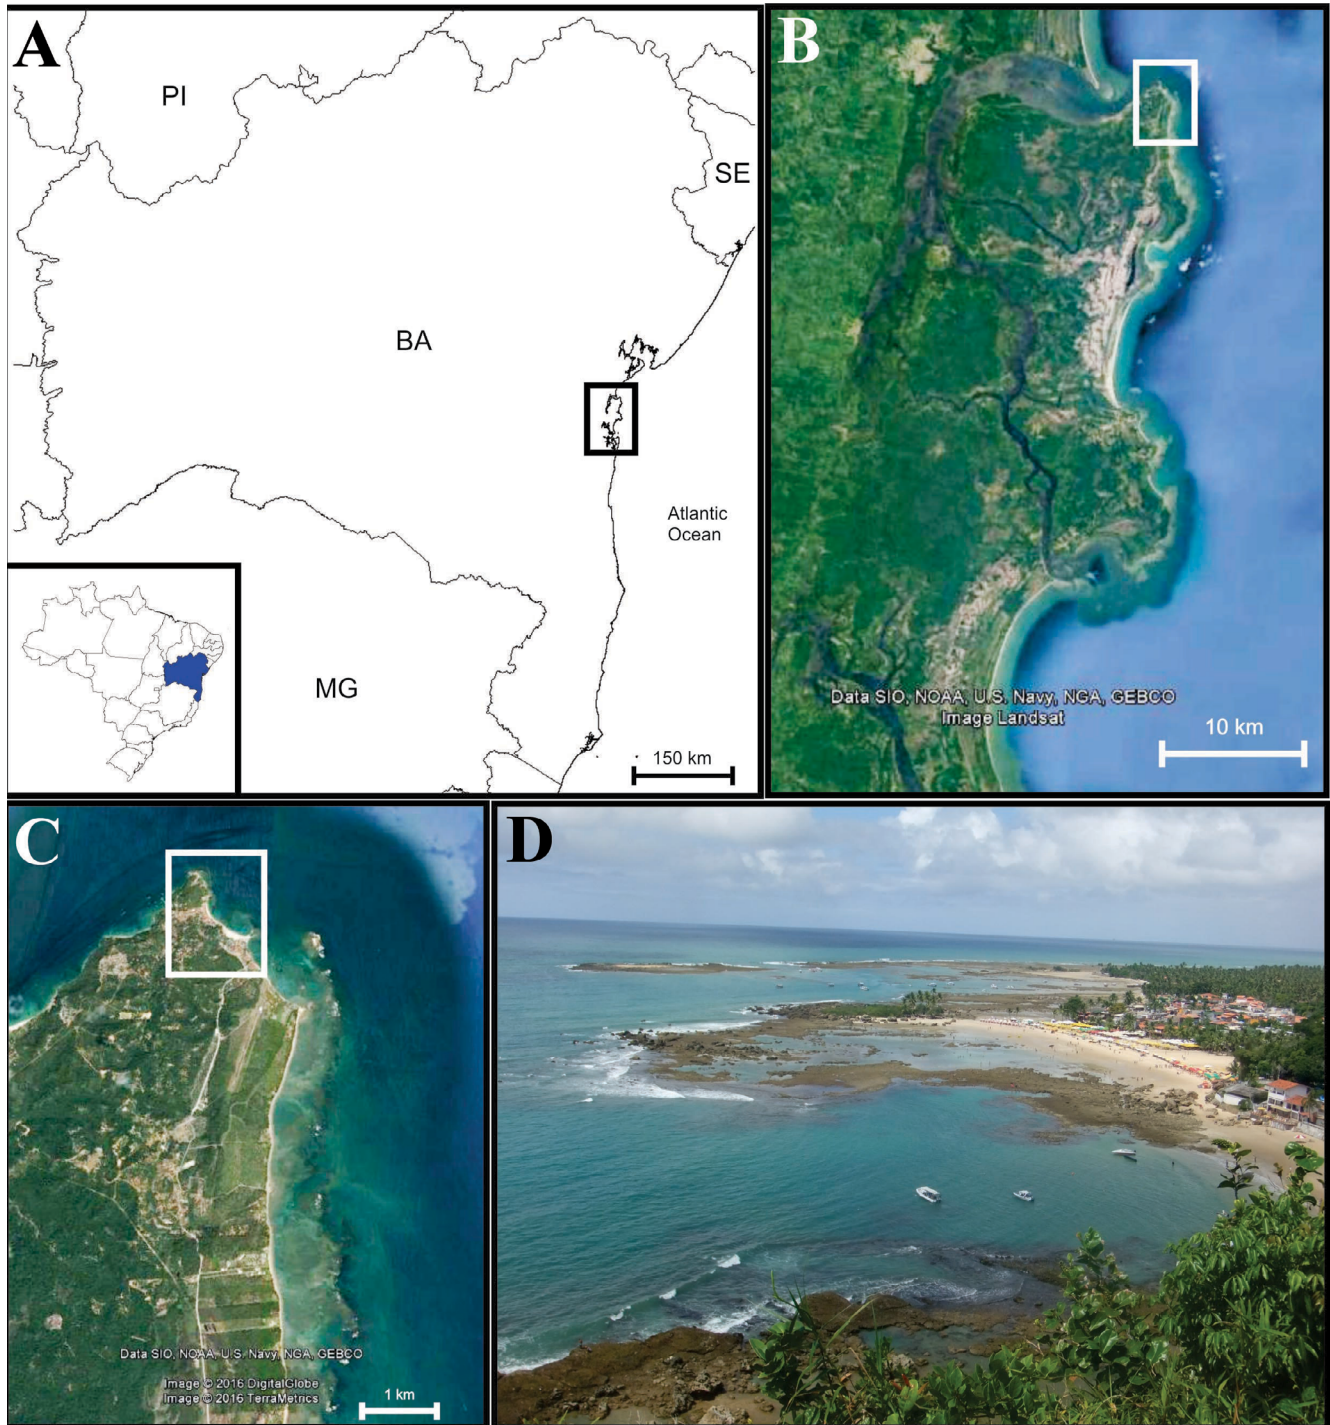 A
PI
SE
BA
Atlantic
Ocean
MG
150 km
B
Data SIO, NOAA, U.S. Navy, NGA, GEBCO
Image Landsat
10 km
C
Data SIO, NOAA, U.S. Navy, NGA, GEBCO
Image © 2016 DigitalGlobe
Image © 2016 TerraMetrics
1 km
D